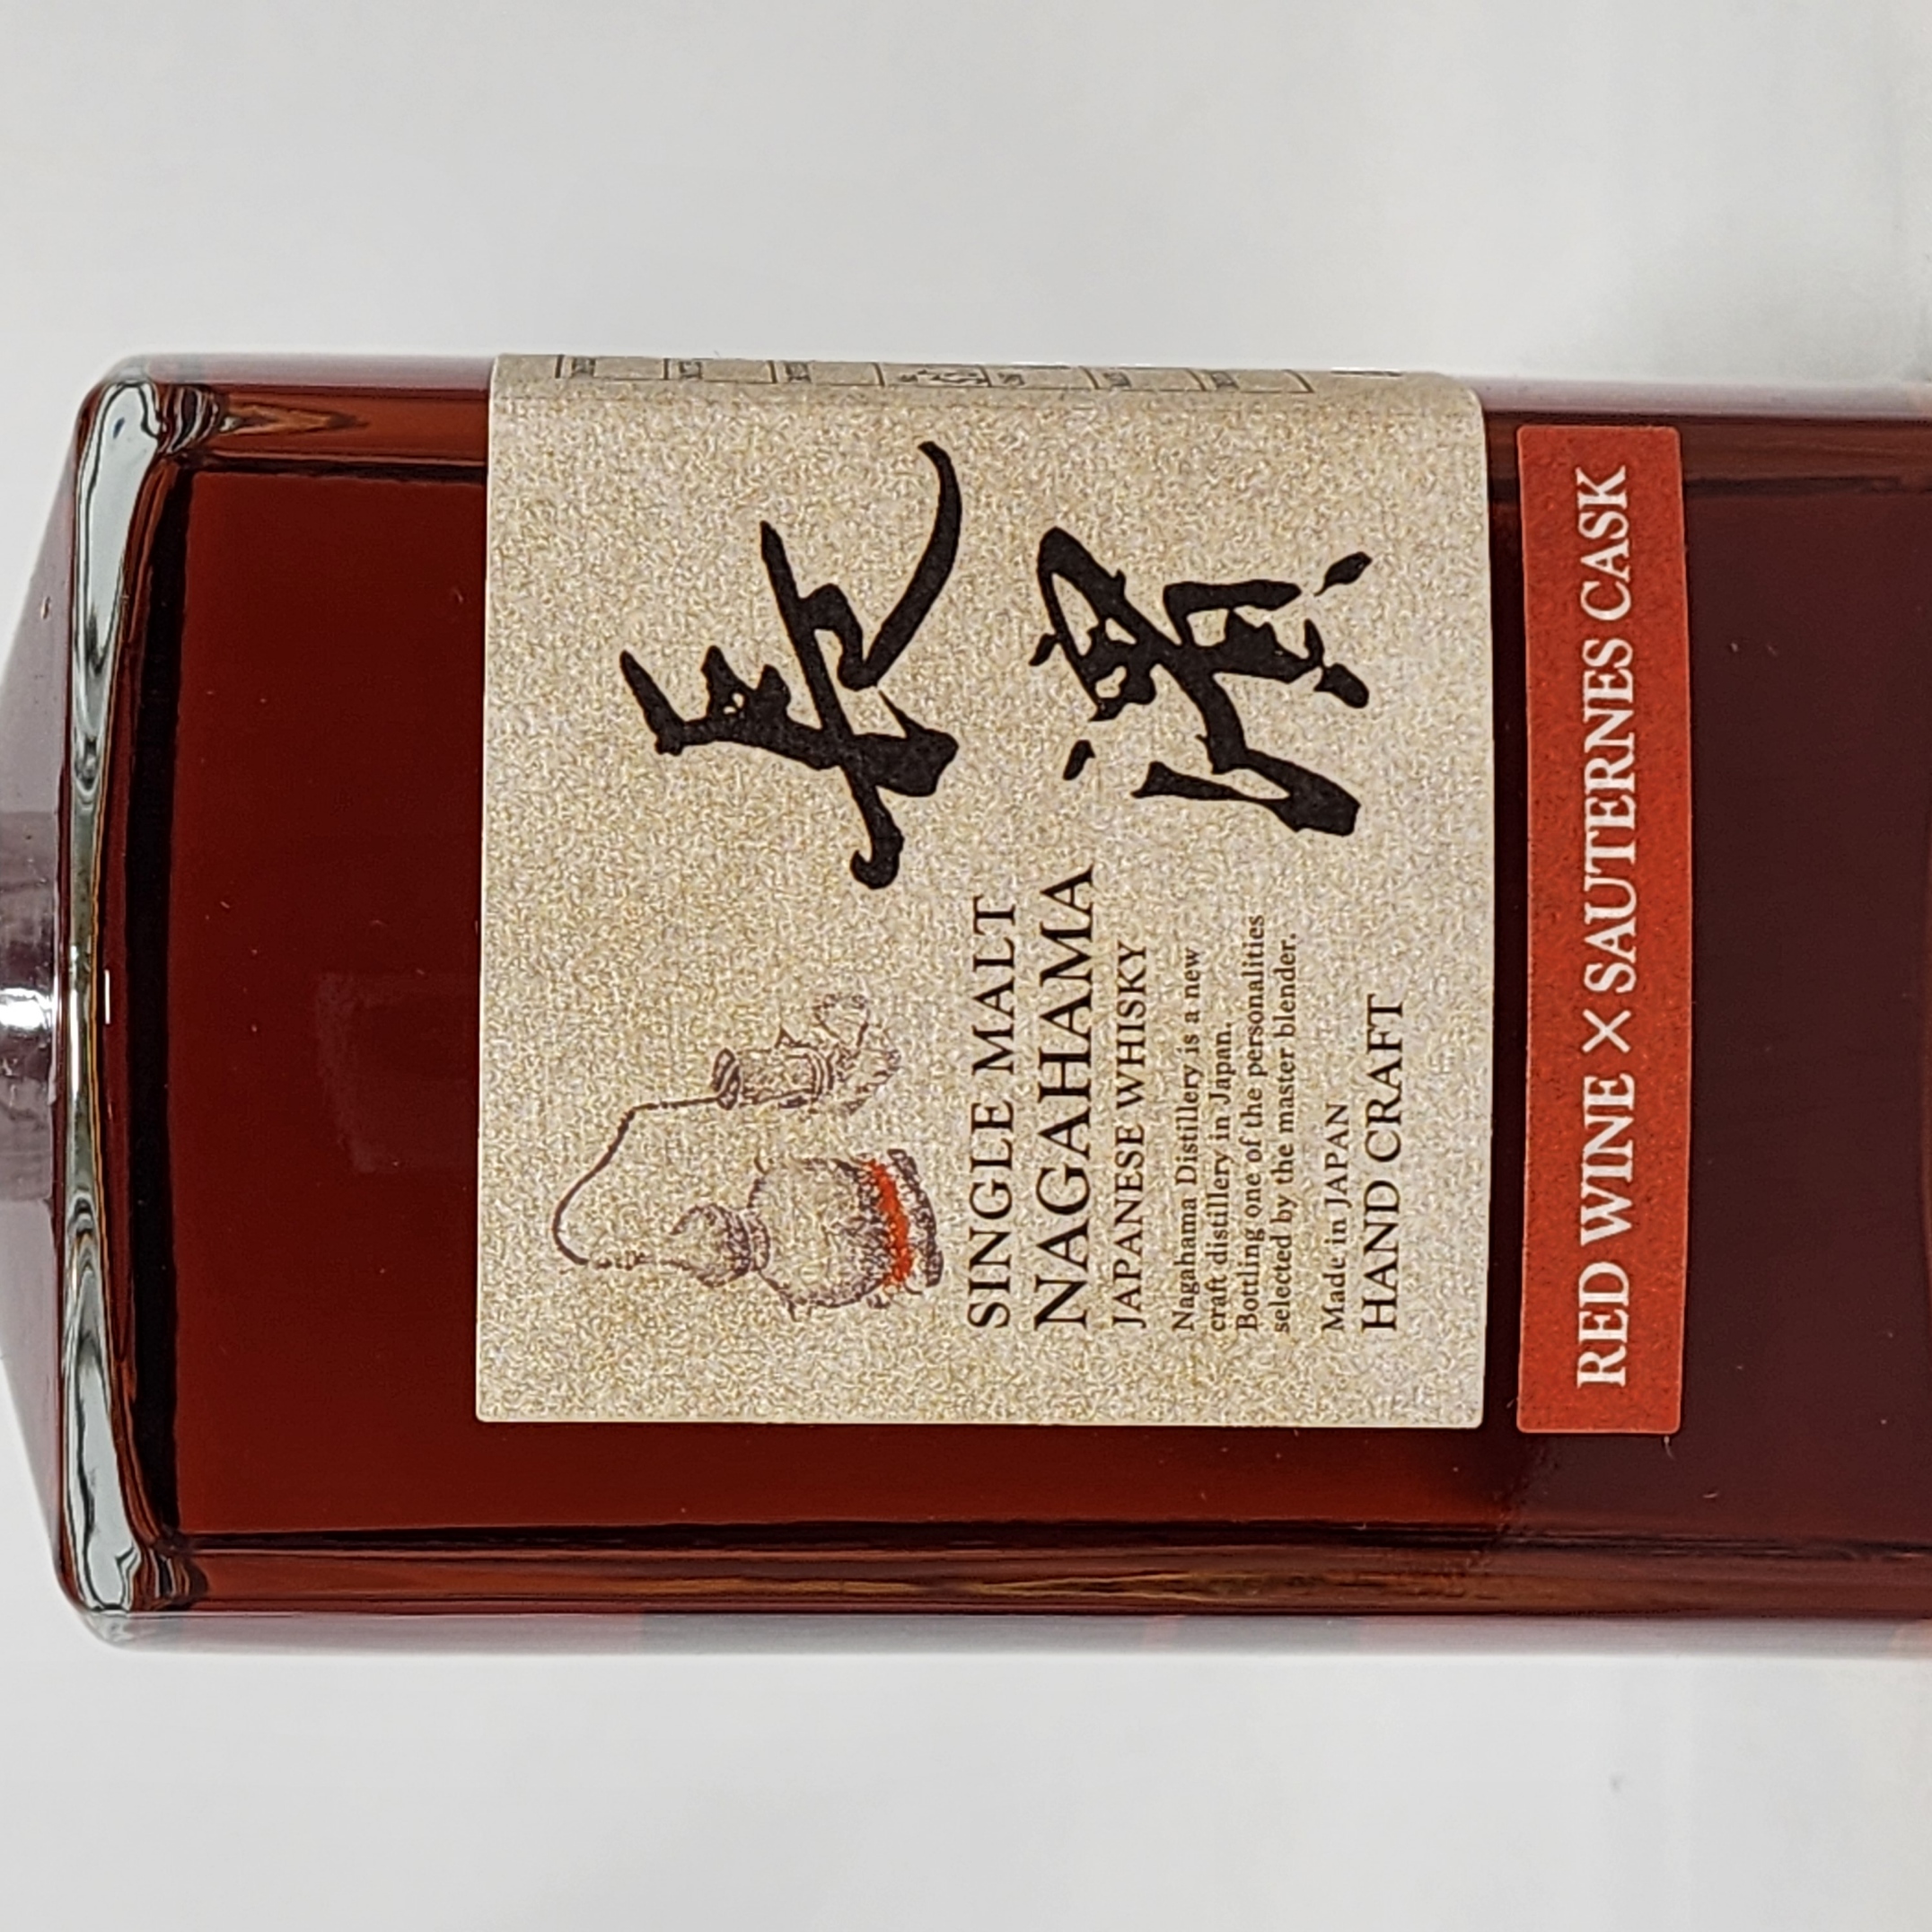 長濱
SINGLE MALT
NAGAHAMA
JAPANESE WHISKY
Nagahama Distillery is a new
craft distillery in Japan.
Bottling one of the personalities
selected by the master blender.
Made in JAPAN
HAND CRAFT
RED WINE × SAUTERNES CASK